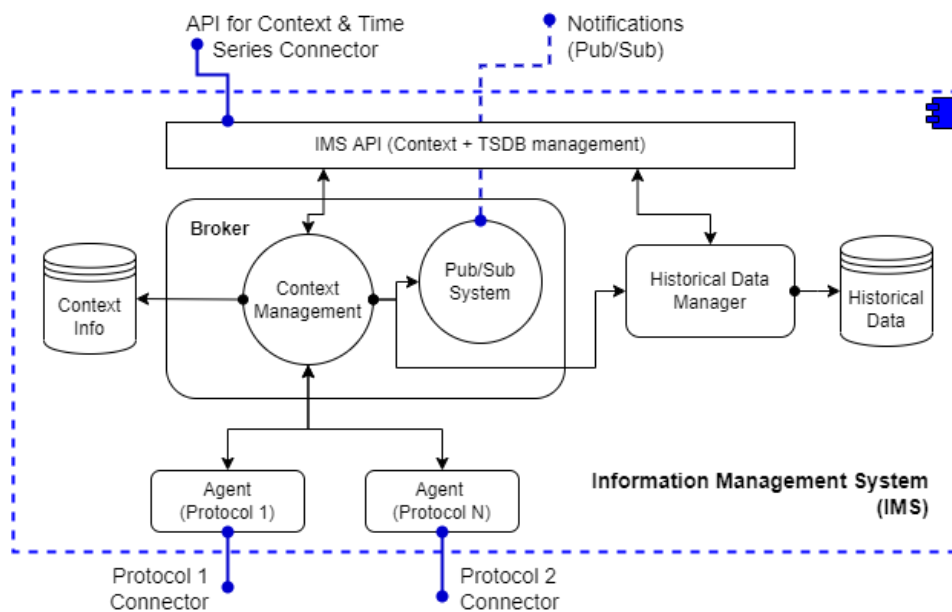 API for Context & Time
Series Connector
Notifications
(Pub/Sub)
IMS API (Context + TSDB management)
Broker
Context
Management
Pub/Sub
System
Historical Data
Manager
Context
Info
Historical
Data
Agent
(Protocol 1)
Agent
(Protocol N)
Information Management System
(IMS)
Protocol 1
Connector
Protocol 2
Connector